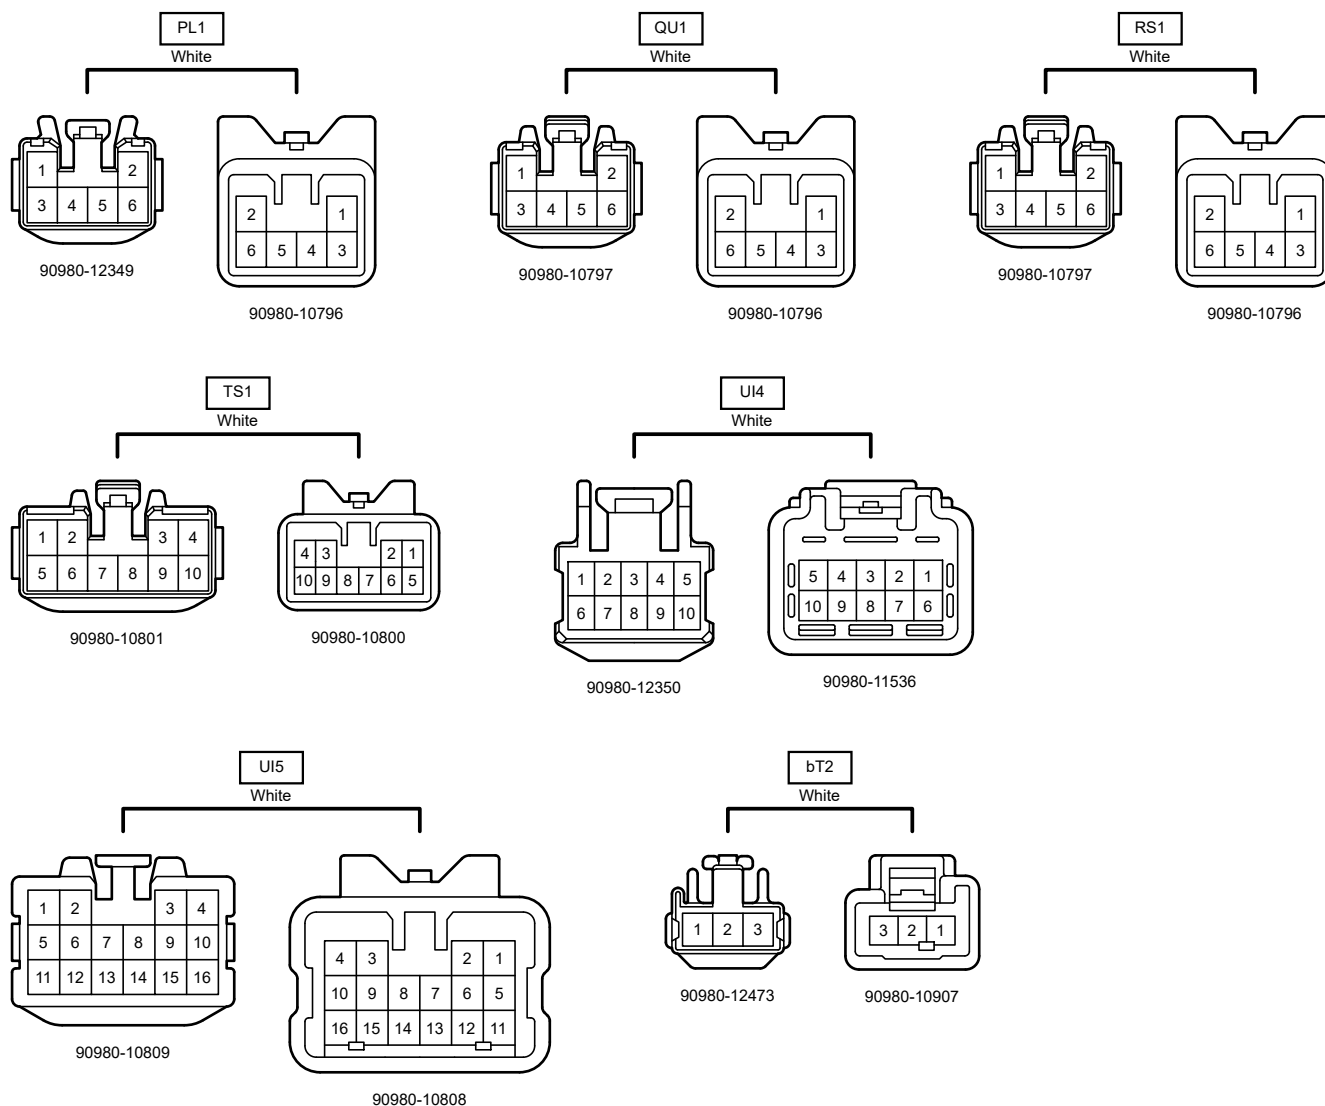 PL1
White
1 2
3 4 5 6
90980-12349
2 1
6 5 4 3
90980-10796
QU1
White
1 2
3 4 5 6
90980-10797
2 1
6 5 4 3
90980-10796
RS1
White
1 2
3 4 5 6
90980-10797
2 1
6 5 4 3
90980-10796
TS1
White
1 2 3 4
5 6 7 8 9 10
90980-10801
4 3 2 1
10 9 8 7 6 5
90980-10800
UI4
White
1 2 3 4 5
6 7 8 9 10
90980-12350
5 4 3 2 1
10 9 8 7 6
90980-11536
UI5
White
1 2 3 4
5 6 7 8 9 10
11 12 13 14 15 16
90980-10809
4 3 2 1
10 9 8 7 6 5
16 15 14 13 12 11
90980-10808
bT2
White
1 2 3
90980-12473
3 2 1
90980-10907